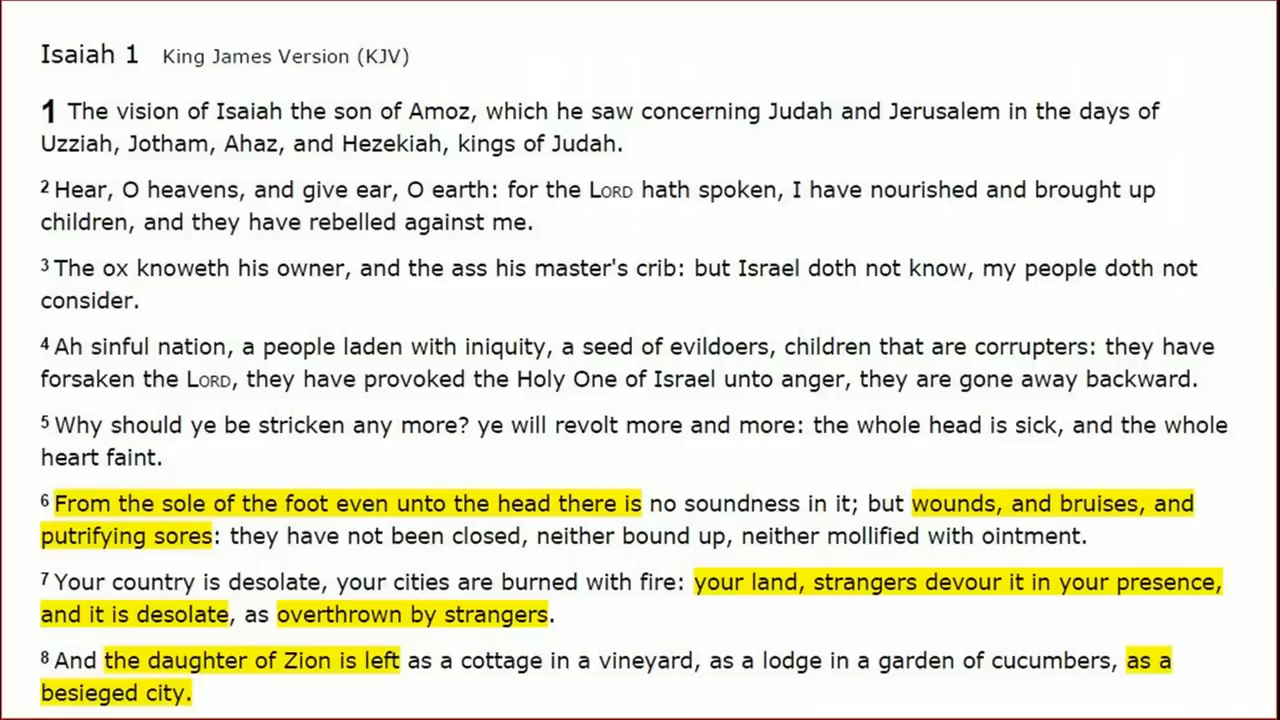 Isaiah 1 King James Version (KJV)
1 The vision of Isaiah the son of Amoz, which he saw concerning Judah and Jerusalem in the days of
Uzziah, Jotham, Ahaz, and Hezekiah, kings of Judah.
2 Hear, O heavens, and give ear, O earth: for the LORD hath spoken, I have nourished and brought up
children, and they have rebelled against me.
3 The ox knoweth his owner, and the ass his master's crib: but Israel doth not know, my people doth not
consider.
4 Ah sinful nation, a people laden with iniquity, a seed of evildoers, children that are corrupters: they have
forsaken the LORD, they have provoked the Holy One of Israel unto anger, they are gone away backward.
5 Why should ye be stricken any more? ye will revolt more and more: the whole head is sick, and the whole
heart faint.
6 From the sole of the foot even unto the head there is no soundness in it; but wounds, and bruises, and
putrifying sores: they have not been closed, neither bound up, neither mollified with ointment.
7 Your country is desolate, your cities are burned with fire: your land, strangers devour it in your presence,
and it is desolate, as overthrown by strangers.
8 And the daughter of Zion is left as a cottage in a vineyard, as a lodge in a garden of cucumbers, as a
besieged city.